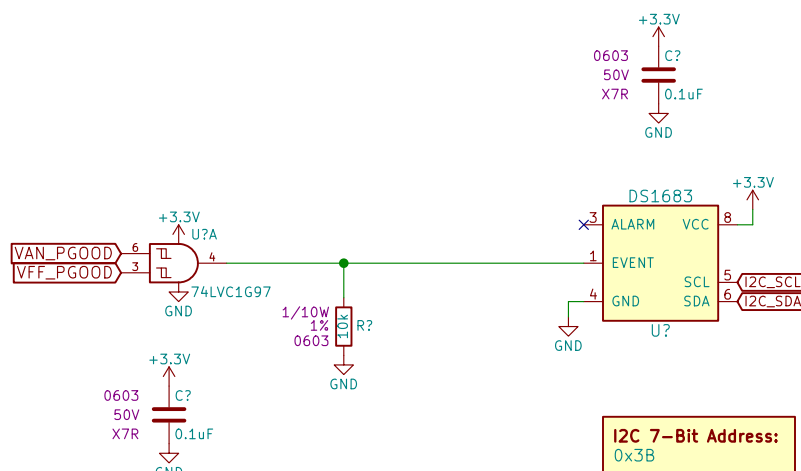 +3.3V
0603
C?
50V
X7R
0.1uF
GND
DS1683
+3.3V
3
ALARM
VCC
8
1
EVENT
SCL
5
I2C_SCL
4
GND
SDA
6
I2C_SDA
GND
U?
+3.3V
U?A
VAN_PGOOD
6
4
VFF_PGOOD
3
74LVC1G97
GND
1/10W
1%
0603
10k
R?
GND
+3.3V
0603
C?
50V
X7R
0.1uF
GND
I2C 7-Bit Address:
0x3B